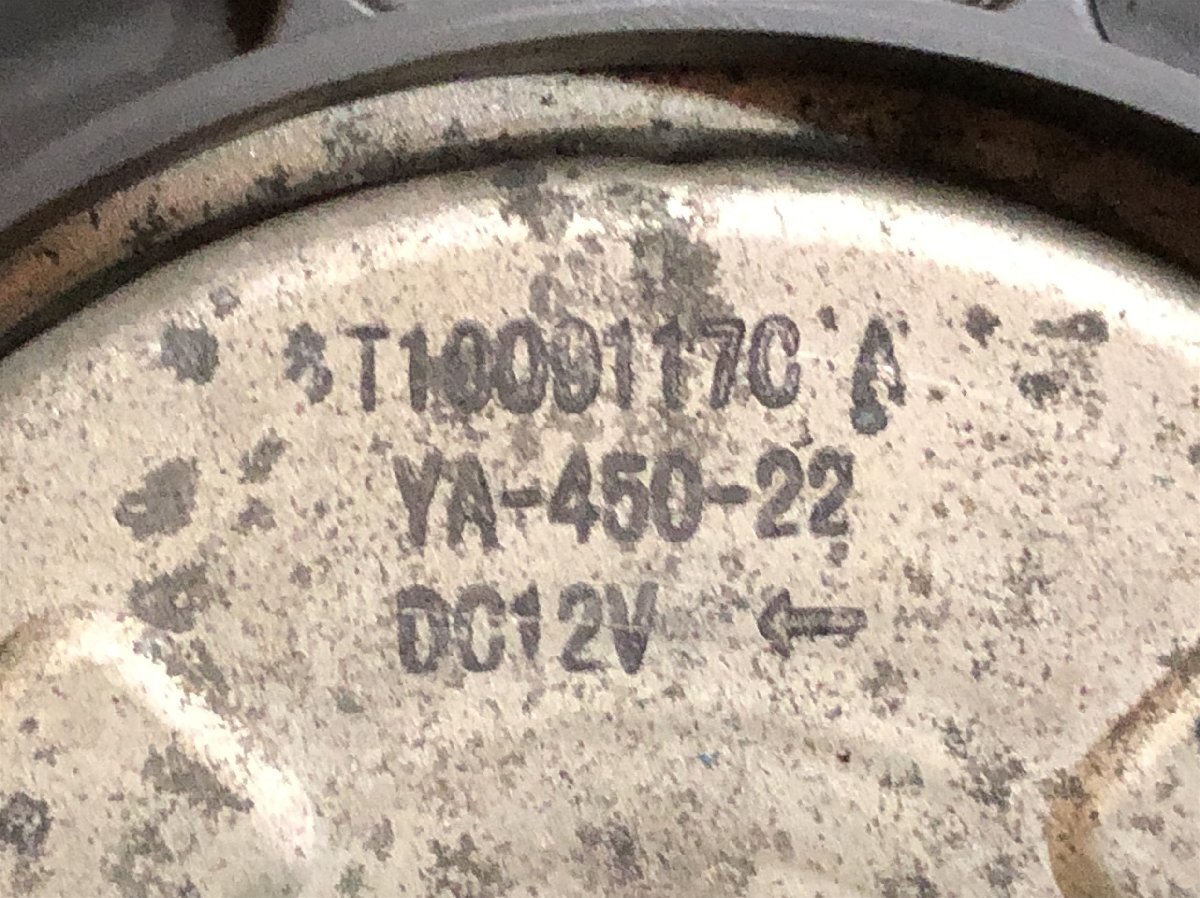 T1000117C A
YA-450-22
DC12V ←